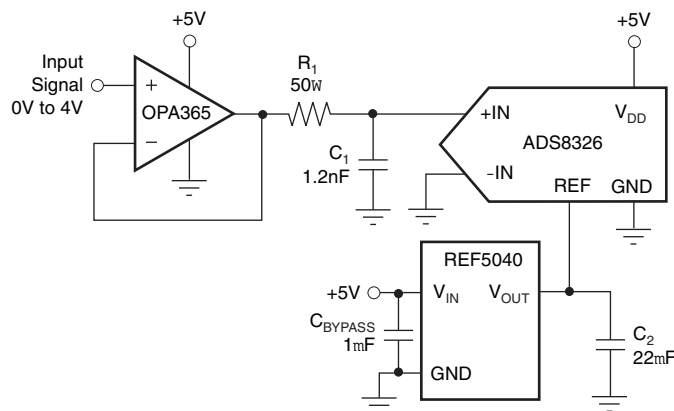 +5V
Input
Signal
0V to 4V
+
OPA365
-
R1
50W
C1
1.2nF
+5V
+IN
VDD
ADS8326
-IN
REF
GND
REF5040
+5V
VIN
VOUT
CBYPASS
1mF
GND
C2
22mF